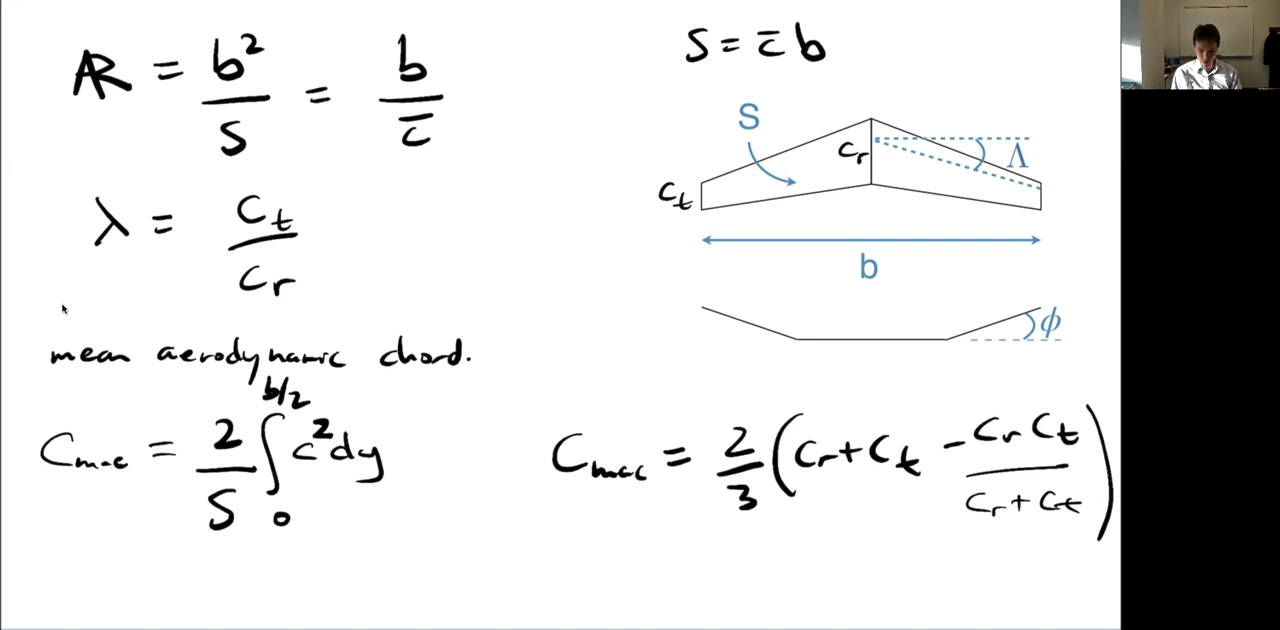 AR = b²/S = b/c̄
S = c̄ b
λ = c_t/c_r
S
c_r
Λ
c_t
b
ϕ
mean aerodynamic chord.
C_mac = 2/S ∫₀^{b/2} c² dy
C_mac = 2/3 (c_r + c_t - c_r c_t/(c_r + c_t))